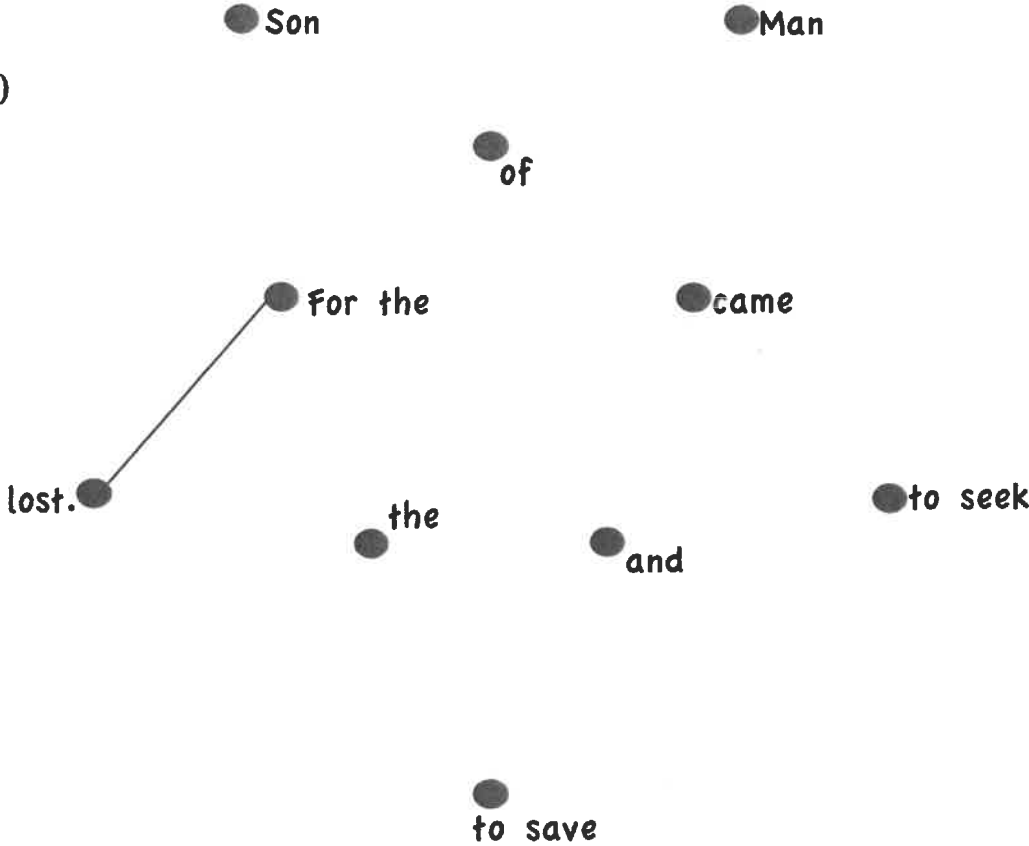 Son
Man
)
of
For the
came
lost.
the
to seek
and
to save